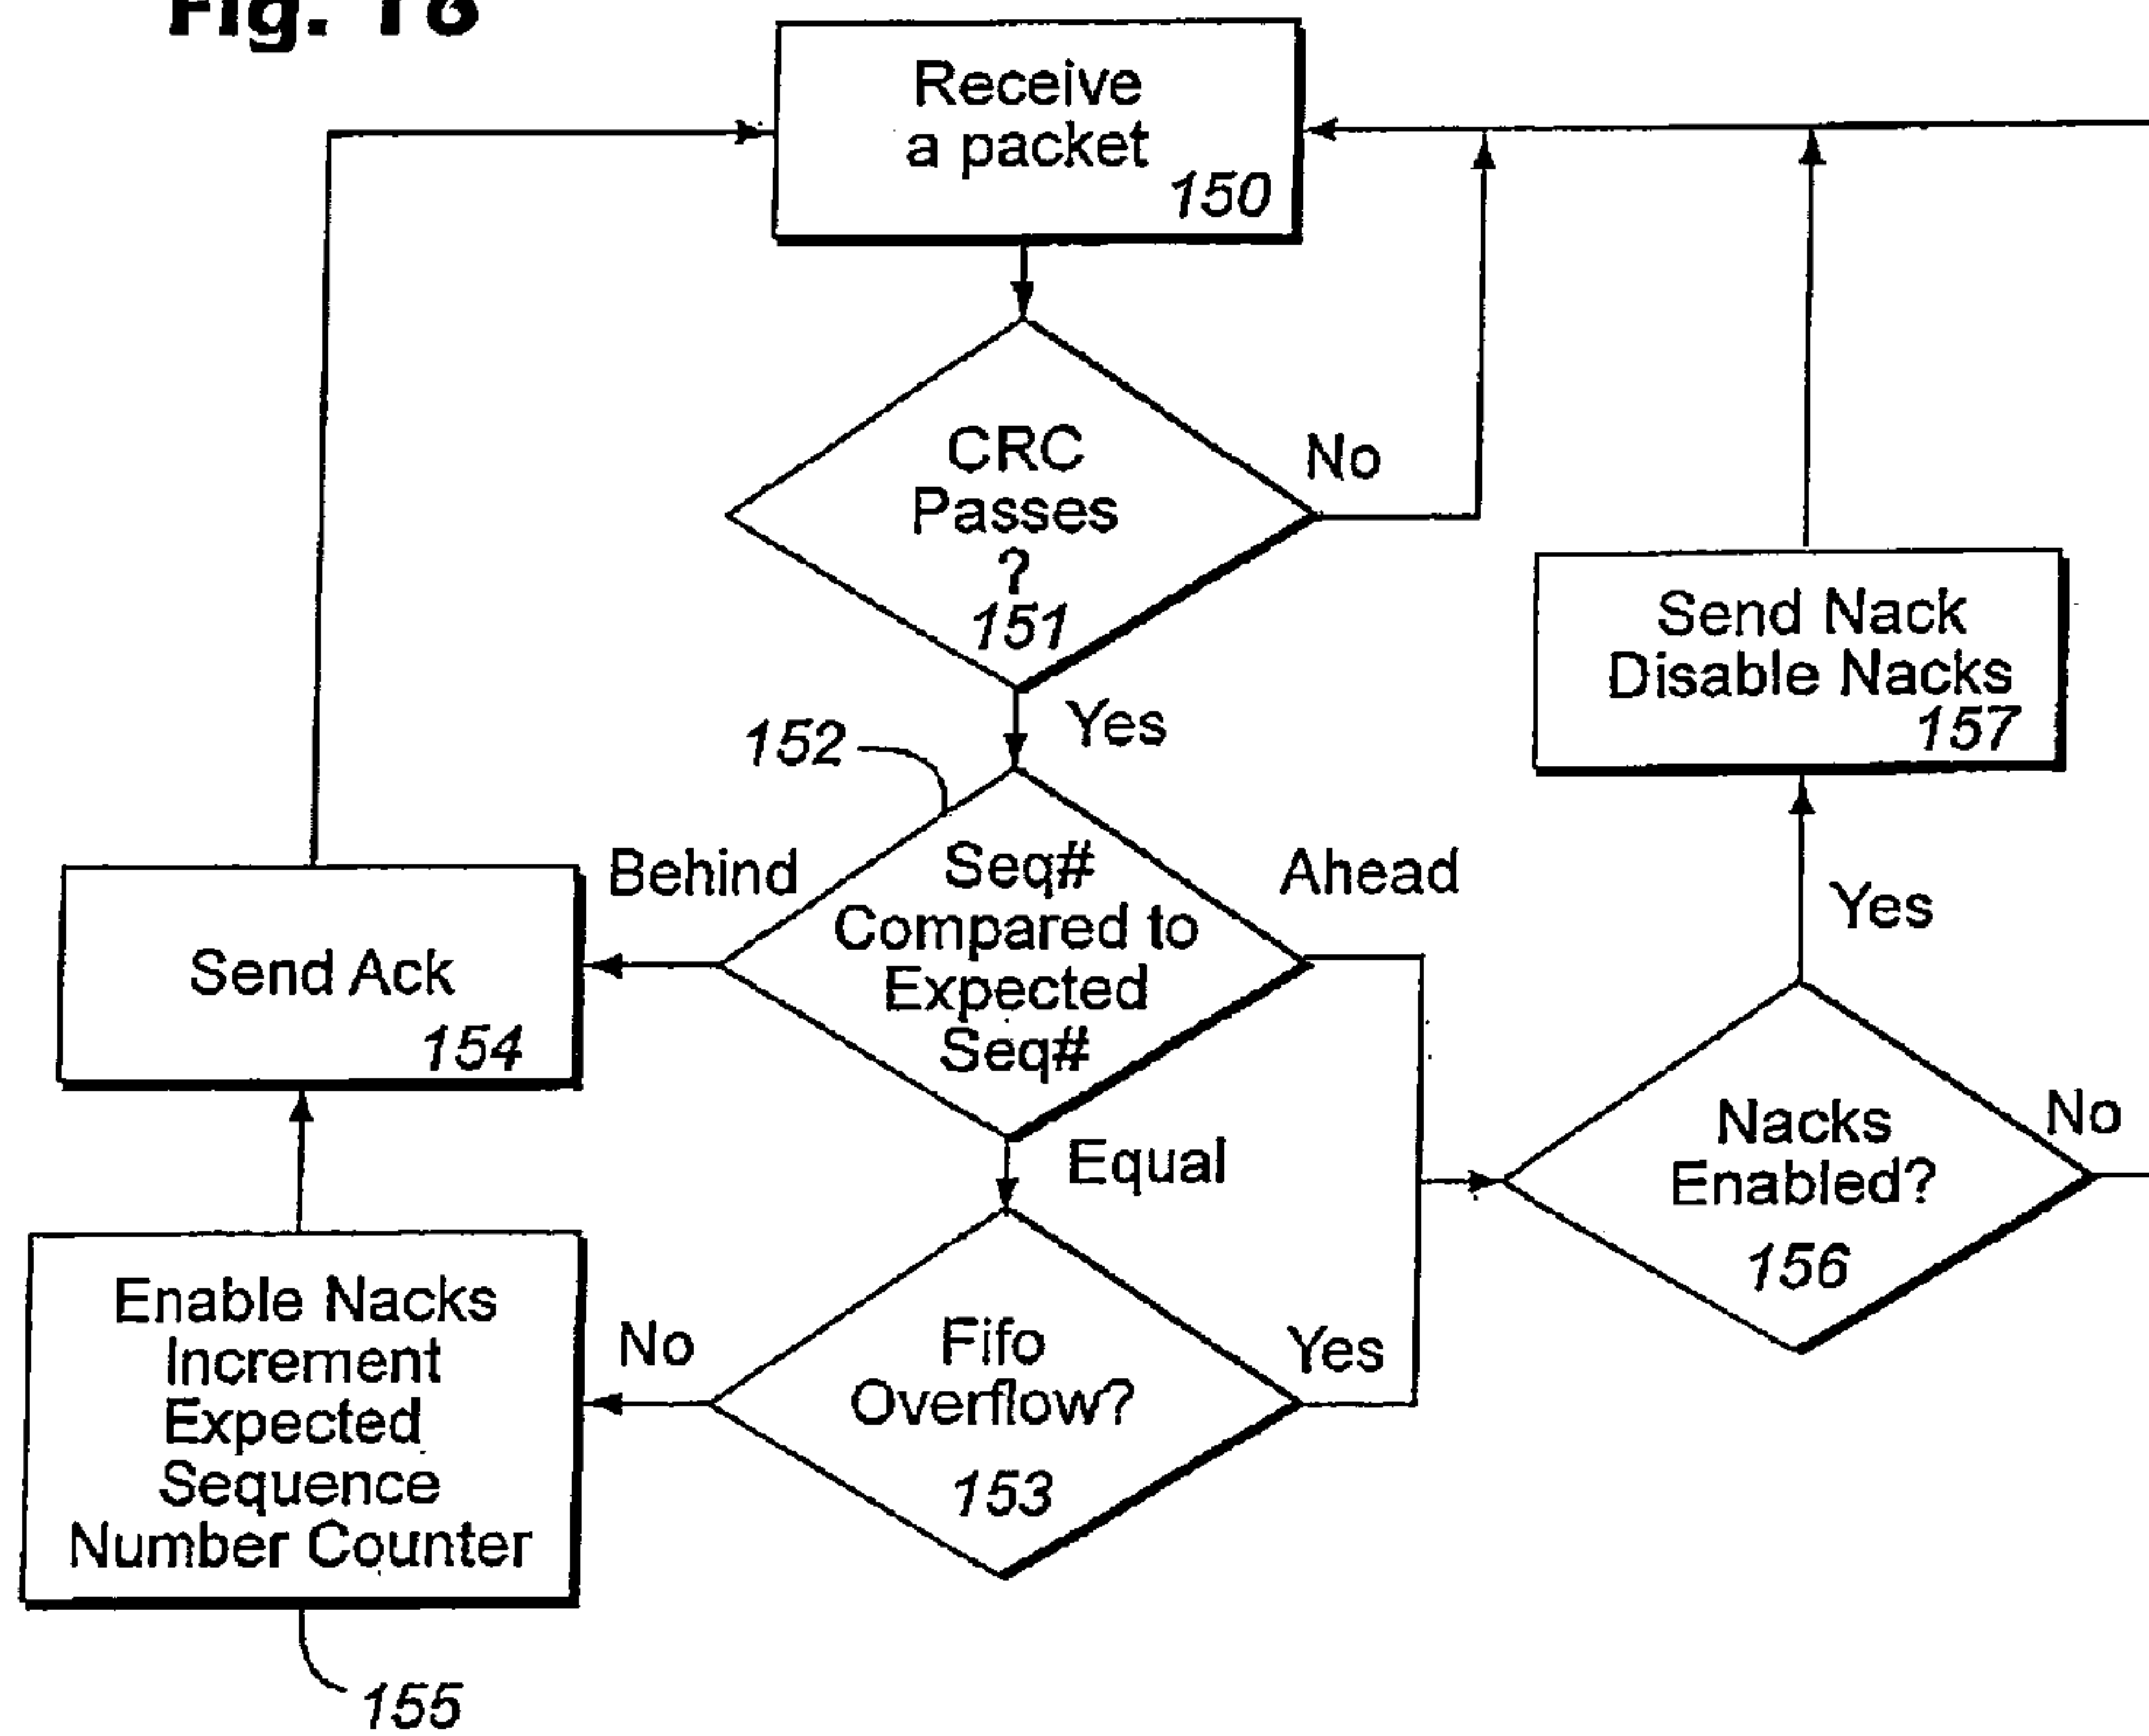 Fig. 18
Receive
a packet
150
CRC
Passes
?
151
No
Yes
152
Seq#
Compared to
Expected
Seq#
Behind
Ahead
Equal
Send Ack
154
Send Nack
Disable Nacks
157
Yes
Nacks
Enabled?
156
No
Fifo
Overflow?
153
No
Yes
Enable Nacks
Increment
Expected
Sequence
Number Counter
155